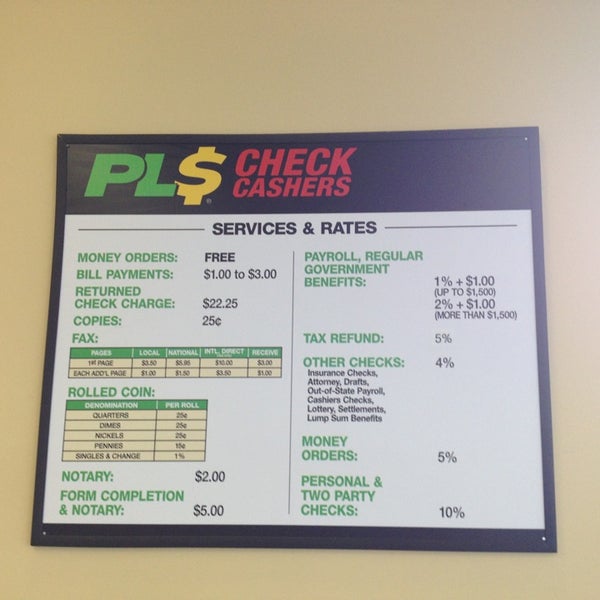 PL$ CHECK CASHERS
SERVICES & RATES
MONEY ORDERS: FREE
BILL PAYMENTS: $1.00 to $3.00
RETURNED
CHECK CHARGE: $22.25
COPIES: 25¢
FAX:
PAGES LOCAL NATIONAL INTL. DIRECT RECEIVE
1st PAGE $3.50 $5.95 $10.00 $3.00
EACH ADD'L PAGE $1.00 $1.50 $3.50 $1.00
ROLLED COIN:
DENOMINATION PER ROLL
QUARTERS 25¢
DIMES 25¢
NICKELS 25¢
PENNIES 15¢
SINGLES & CHANGE 1%
NOTARY: $2.00
FORM COMPLETION
& NOTARY: $5.00
PAYROLL, REGULAR
GOVERNMENT
BENEFITS: 1% + $1.00
(UP TO $1,500)
2% + $1.00
(MORE THAN $1,500)
TAX REFUND: 5%
OTHER CHECKS: 4%
Insurance Checks,
Attorney, Drafts,
Out-of-State Payroll,
Cashiers Checks,
Lottery, Settlements,
Lump Sum Benefits
MONEY
ORDERS: 5%
PERSONAL &
TWO PARTY
CHECKS: 10%